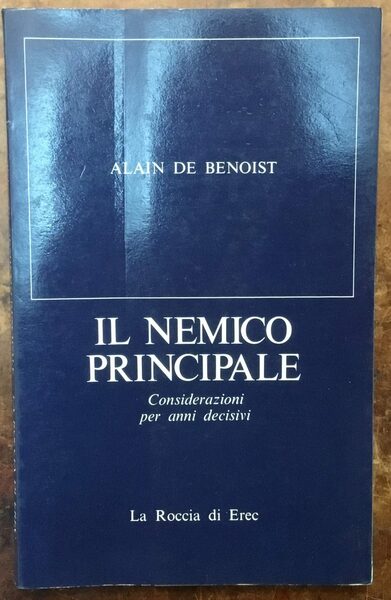 ALAIN DE BENOIST
IL NEMICO
PRINCIPALE
Considerazioni
per anni decisivi
La Roccia di Erec